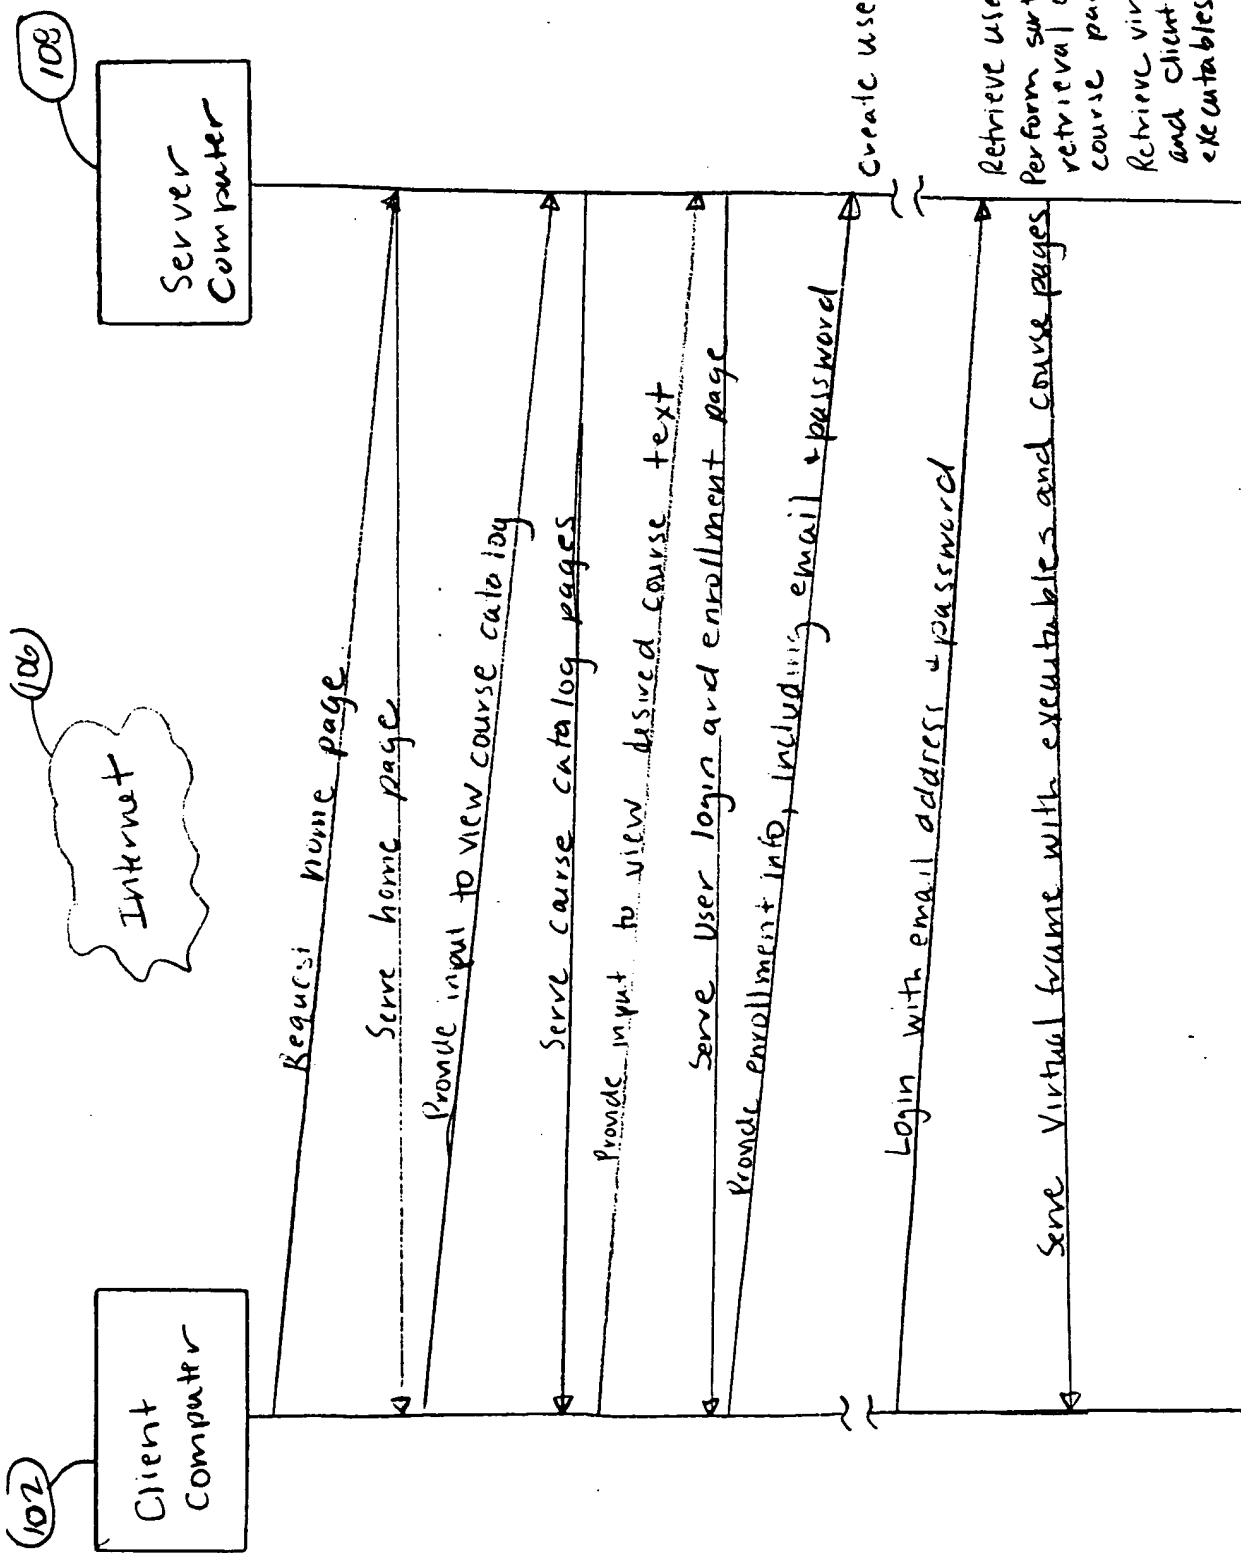 102
Client
Computer
106
Internet
108
Server
Computer
Request home page
Serve home page
Provide input to view course catalog
Serve course catalog pages
Provide input to view desired course text
Serve User login and enrollment page
Provide enrollment info, including email + password
Create use
Login with email address + password
Retrieve use
Perform
retrieval
course
Retrieve
and client
executables
Serve Virtual frame with executables and course pages